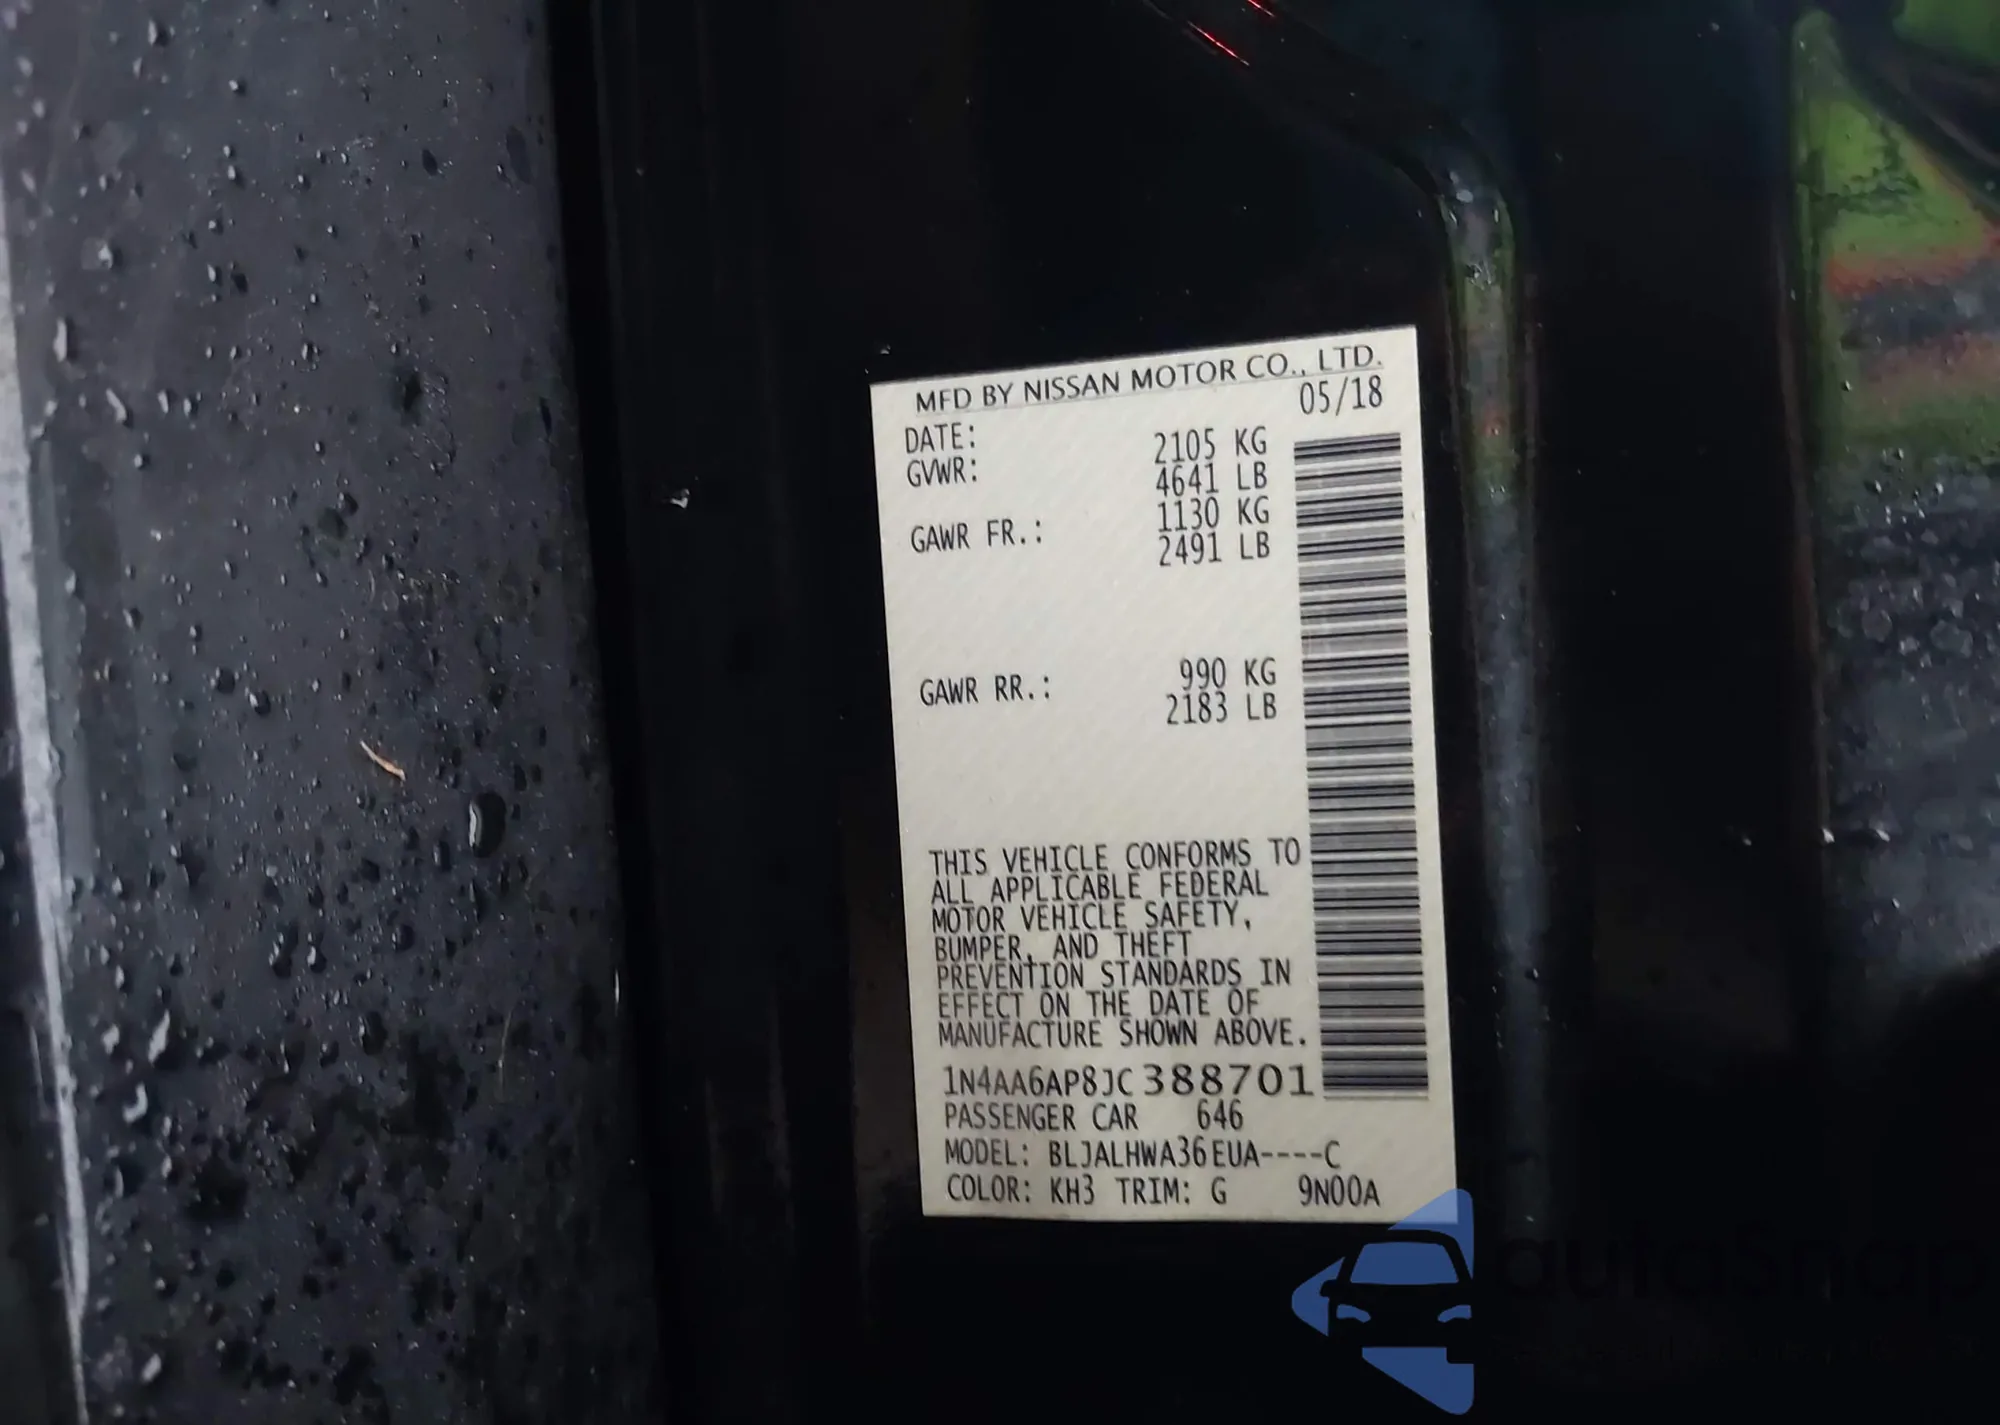 MFD BY NISSAN MOTOR CO., LTD.
DATE: 05/18
GVWR: 2105 KG
4641 LB
GAWR FR.: 1130 KG
2491 LB
GAWR RR.: 990 KG
2183 LB
THIS VEHICLE CONFORMS TO
ALL APPLICABLE FEDERAL
MOTOR VEHICLE SAFETY,
BUMPER, AND THEFT
PREVENTION STANDARDS IN
EFFECT ON THE DATE OF
MANUFACTURE SHOWN ABOVE.
1N4AA6AP8JC388701
PASSENGER CAR 646
MODEL: BLJALHWA36EUA----C
COLOR: KH3 TRIM: G 9N00A
autosnap